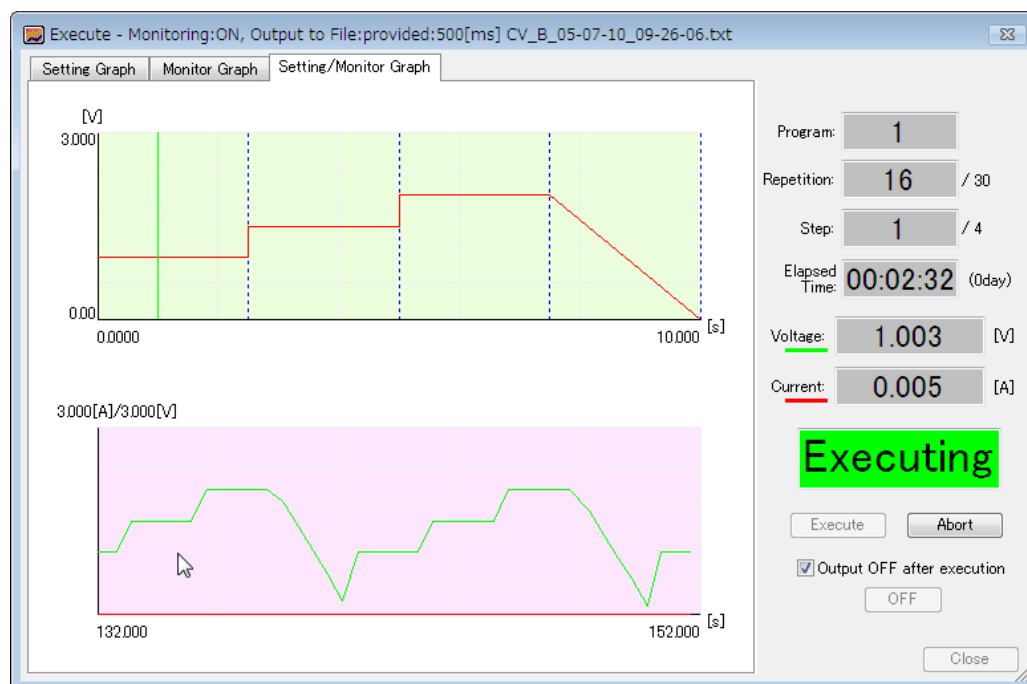 Execute - Monitoring:ON, Output to File:provided:500[ms] CV_B_05-07-10_09-26-06.txt
Setting Graph
Monitor Graph
Setting/Monitor Graph
[V]
3.000
0.00
0.0000
10.000
[s]
3.000[A]/3.000[V]
132.000
152.000
[s]
Program: 1
Repetition: 16 / 30
Step: 1 / 4
Elapsed
Time: 00:02:32 (0day)
Voltage: 1.003 [V]
Current: 0.005 [A]
Executing
Execute
Abort
Output OFF after execution
OFF
Close